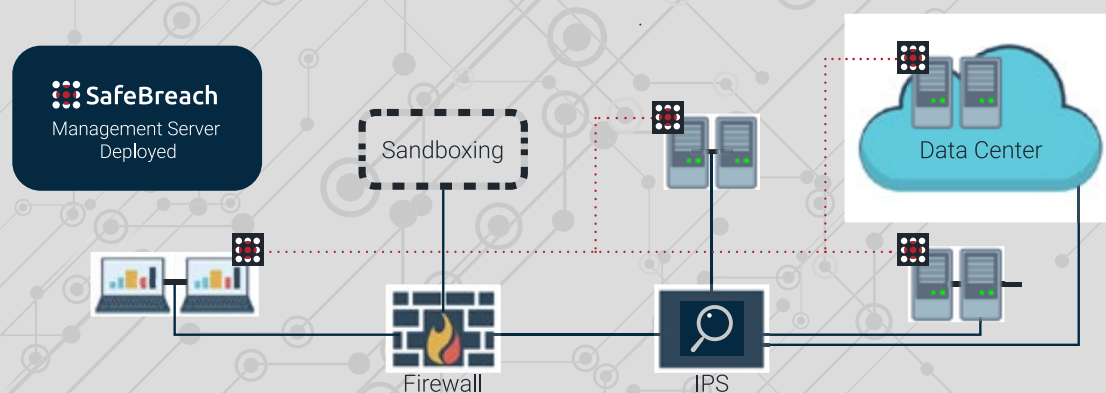 SafeBreach
Management Server
Deployed
Sandboxing
Data Center
Firewall
IPS